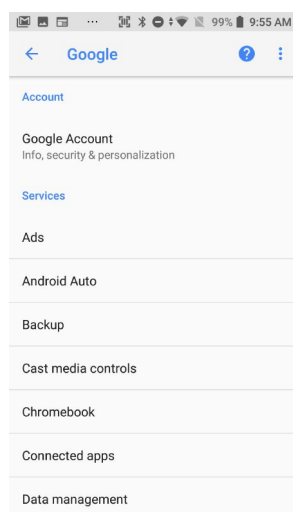 99% 9:55 AM
Google
Account
Google Account
Info, security & personalization
Services
Ads
Android Auto
Backup
Cast media controls
Chromebook
Connected apps
Data management